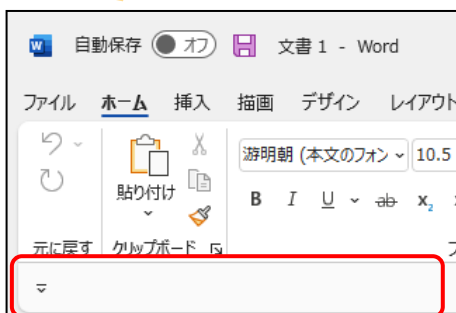 自動保存 オフ 文書 1 - Word
ファイル ホーム 挿入 描画 デザイン レイアウト
游明朝 (本文のフォン 10.5
貼り付け
B I U ab x₂
元に戻す クリップボード